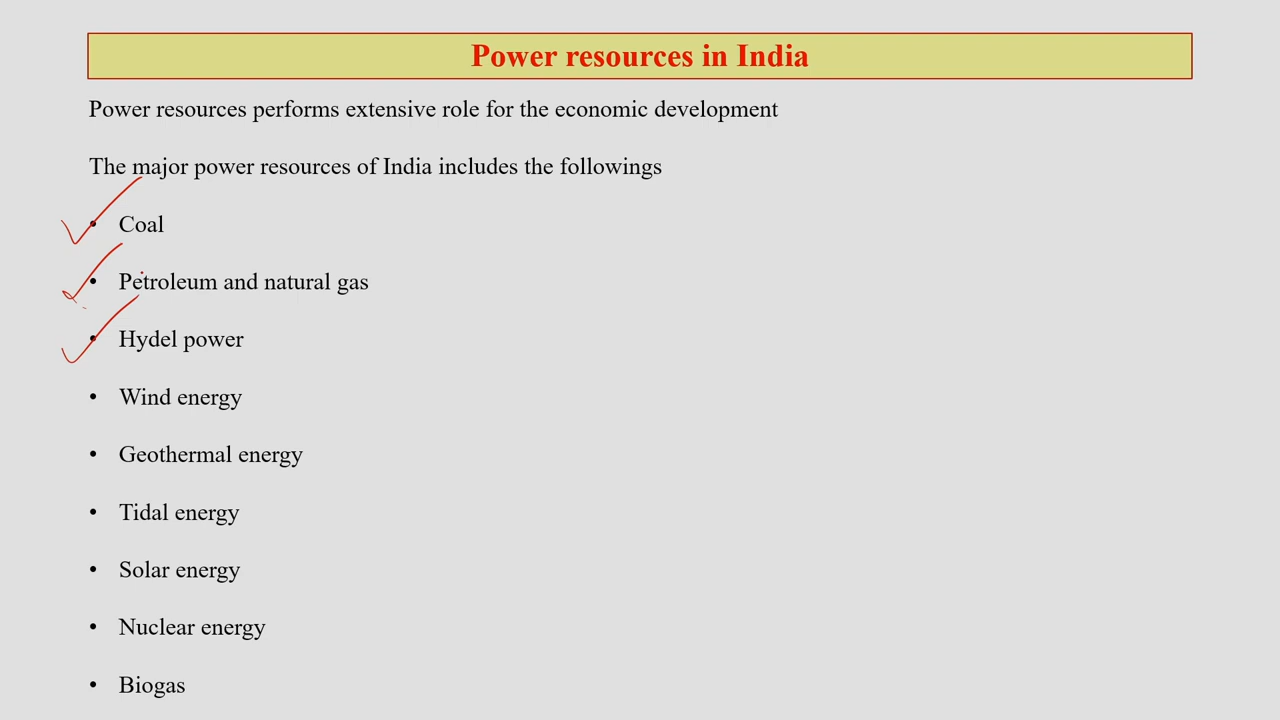 Power resources in India
Power resources performs extensive role for the economic development
The major power resources of India includes the followings
• Coal
• Petroleum and natural gas
• Hydel power
• Wind energy
• Geothermal energy
• Tidal energy
• Solar energy
• Nuclear energy
• Biogas